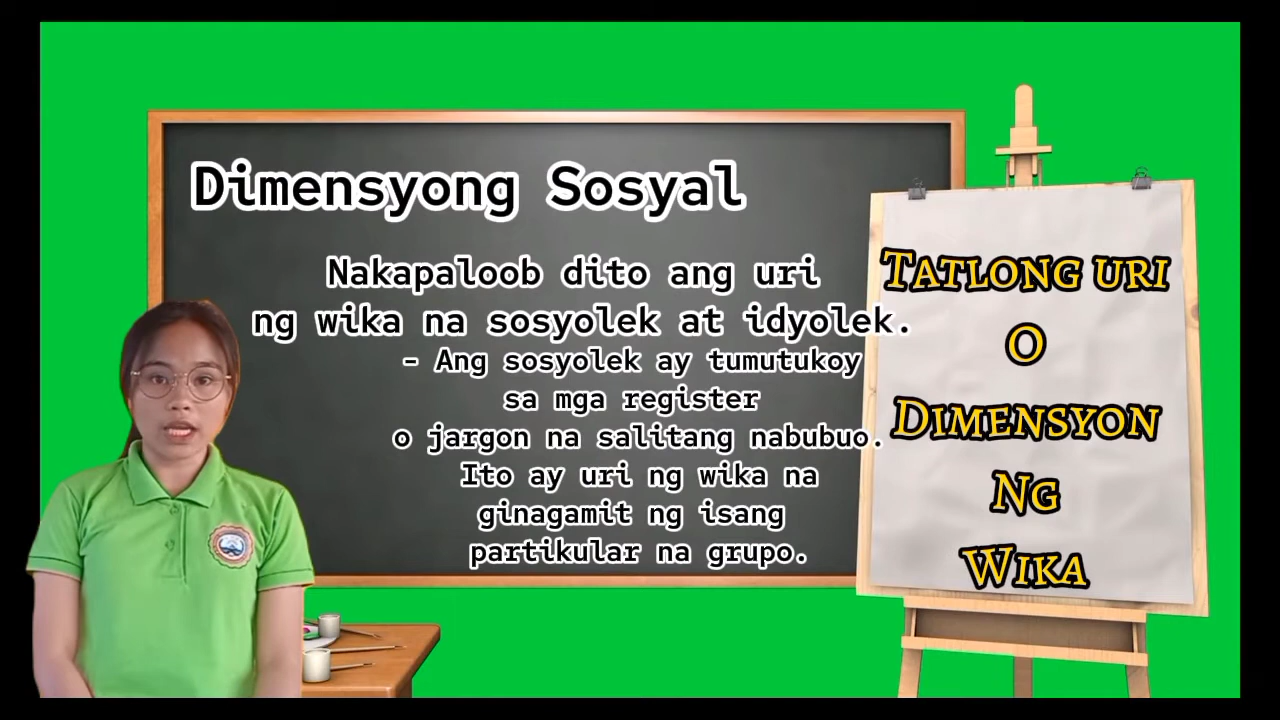 Dimensyong Sosyal
Nakapaloob dito ang uri
ng wika na sosyolek at idyolek.
- Ang sosyolek ay tumutukoy
sa mga register
o jargon na salitang nabubuo.
Ito ay uri ng wika na
ginagamit ng isang
partikular na grupo.
Tatlong uri
o
Dimensyon
Ng
Wika